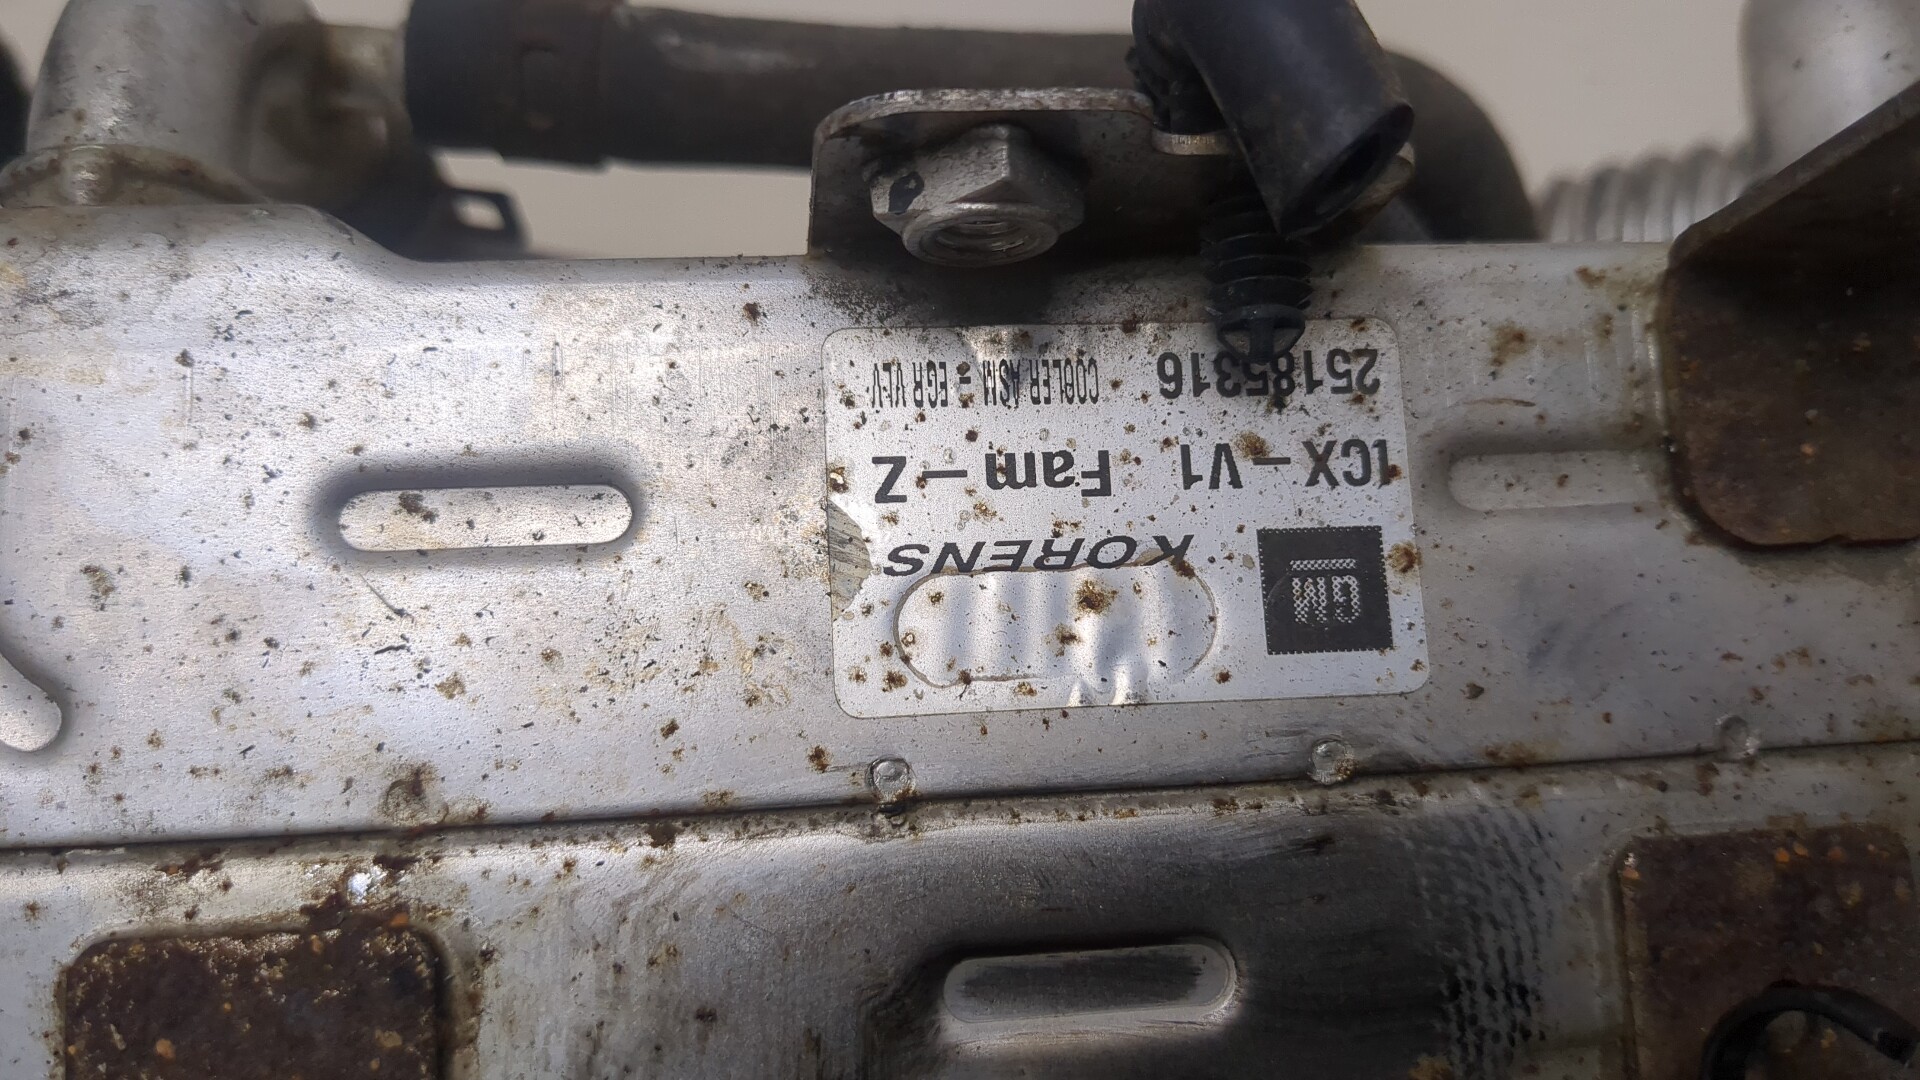 GM KORENS
1CX – V1 Fam – Z
25185316 COOLER ASM – EGR VLV